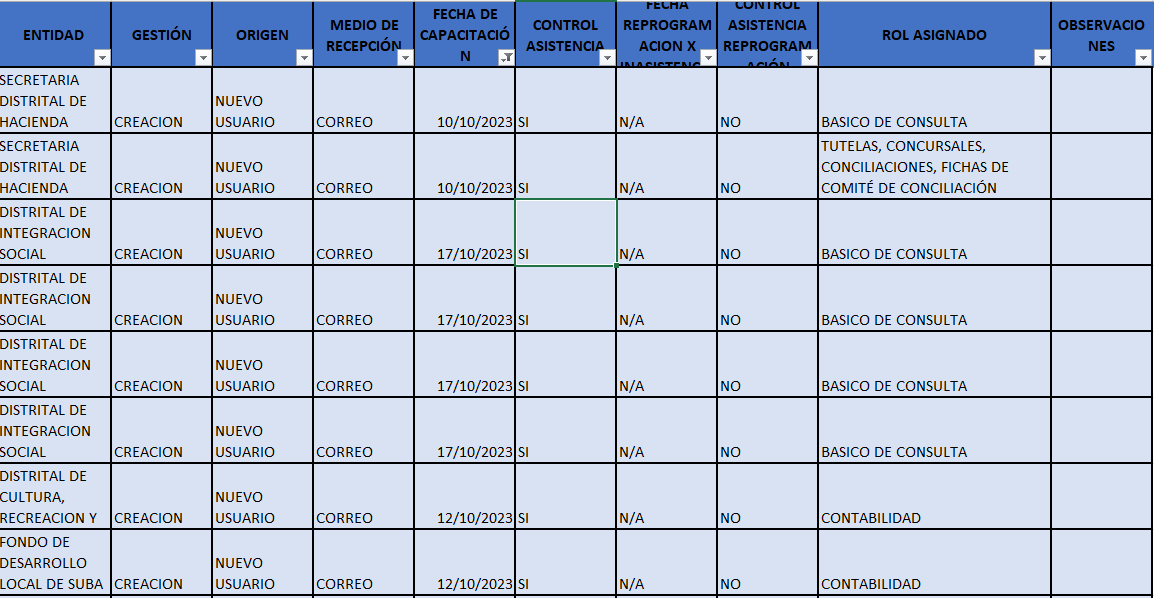 ENTIDAD
GESTIÓN
ORIGEN
MEDIO DE
RECEPCIÓN
FECHA DE
CAPACITACIÓ
N
CONTROL
ASISTENCIA
FECHA
REPROGRAM
ACION X
INASISTENC
CONTROL
ASISTENCIA
REPROGRAM
ACIÓN
ROL ASIGNADO
OBSERVACIO
NES
SECRETARIA
DISTRITAL DE
HACIENDA
CREACION
NUEVO
USUARIO
CORREO
10/10/2023
SI
N/A
NO
BASICO DE CONSULTA
SECRETARIA
DISTRITAL DE
HACIENDA
CREACION
NUEVO
USUARIO
CORREO
10/10/2023
SI
N/A
NO
TUTELAS, CONCURSALES,
CONCILIACIONES, FICHAS DE
COMITÉ DE CONCILIACIÓN
DISTRITAL DE
INTEGRACION
SOCIAL
CREACION
NUEVO
USUARIO
CORREO
17/10/2023
SI
N/A
NO
BASICO DE CONSULTA
DISTRITAL DE
INTEGRACION
SOCIAL
CREACION
NUEVO
USUARIO
CORREO
17/10/2023
SI
N/A
NO
BASICO DE CONSULTA
DISTRITAL DE
INTEGRACION
SOCIAL
CREACION
NUEVO
USUARIO
CORREO
17/10/2023
SI
N/A
NO
BASICO DE CONSULTA
DISTRITAL DE
INTEGRACION
SOCIAL
CREACION
NUEVO
USUARIO
CORREO
17/10/2023
SI
N/A
NO
BASICO DE CONSULTA
DISTRITAL DE
CULTURA,
RECREACION Y
CREACION
NUEVO
USUARIO
CORREO
12/10/2023
SI
N/A
NO
CONTABILIDAD
FONDO DE
DESARROLLO
LOCAL DE SUBA
CREACION
NUEVO
USUARIO
CORREO
12/10/2023
SI
N/A
NO
CONTABILIDAD